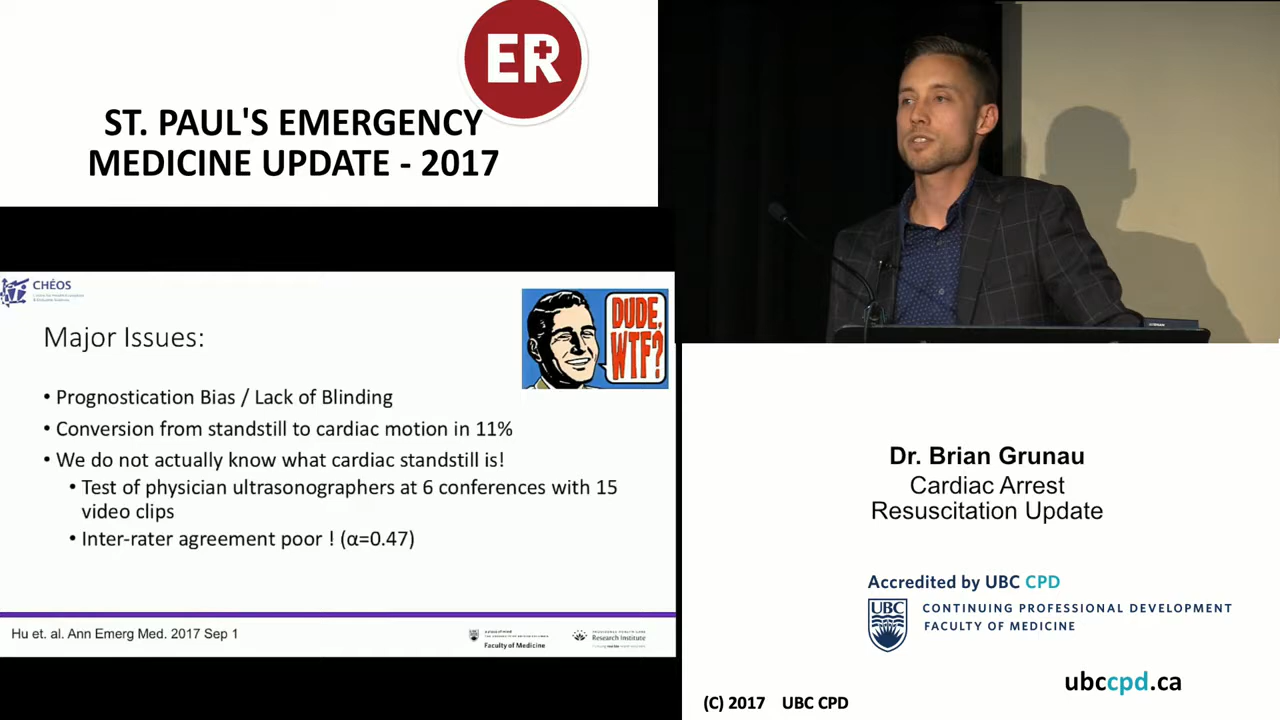 ER
ST. PAUL'S EMERGENCY
MEDICINE UPDATE - 2017
CHÉOS
Major Issues:
DUDE,
WTF?
• Prognostication Bias / Lack of Blinding
• Conversion from standstill to cardiac motion in 11%
• We do not actually know what cardiac standstill is!
• Test of physician ultrasonographers at 6 conferences with 15
video clips
• Inter-rater agreement poor ! (α=0.47)
Hu et. al. Ann Emerg Med. 2017 Sep 1
Faculty of Medicine
Research Institute
Dr. Brian Grunau
Cardiac Arrest
Resuscitation Update
Accredited by UBC CPD
UBC
CONTINUING PROFESSIONAL DEVELOPMENT
FACULTY OF MEDICINE
ubccpd.ca
(C) 2017 UBC CPD